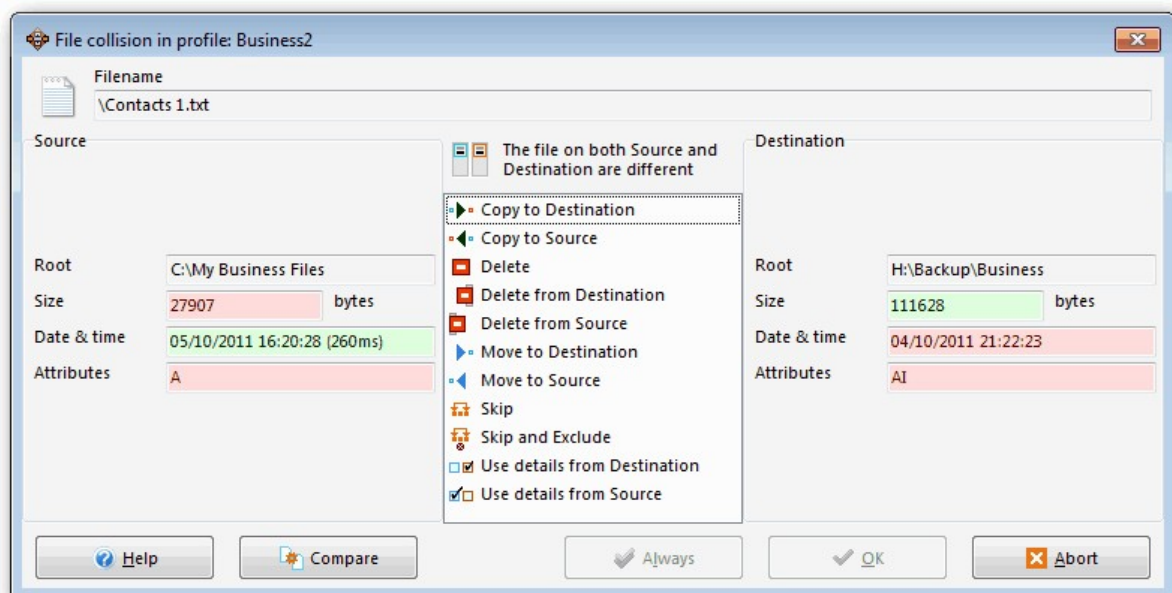 File collision in profile: Business2
Filename
\Contacts 1.txt
Source
The file on both Source and
Destination are different
Destination
Copy to Destination
Copy to Source
Delete
Delete from Destination
Delete from Source
Move to Destination
Move to Source
Skip
Skip and Exclude
Use details from Destination
Use details from Source
Root C:\My Business Files
Size 27907 bytes
Date & time 05/10/2011 16:20:28 (260ms)
Attributes A
Root H:\Backup\Business
Size 111628 bytes
Date & time 04/10/2011 21:22:23
Attributes AI
Help Compare Always OK Abort